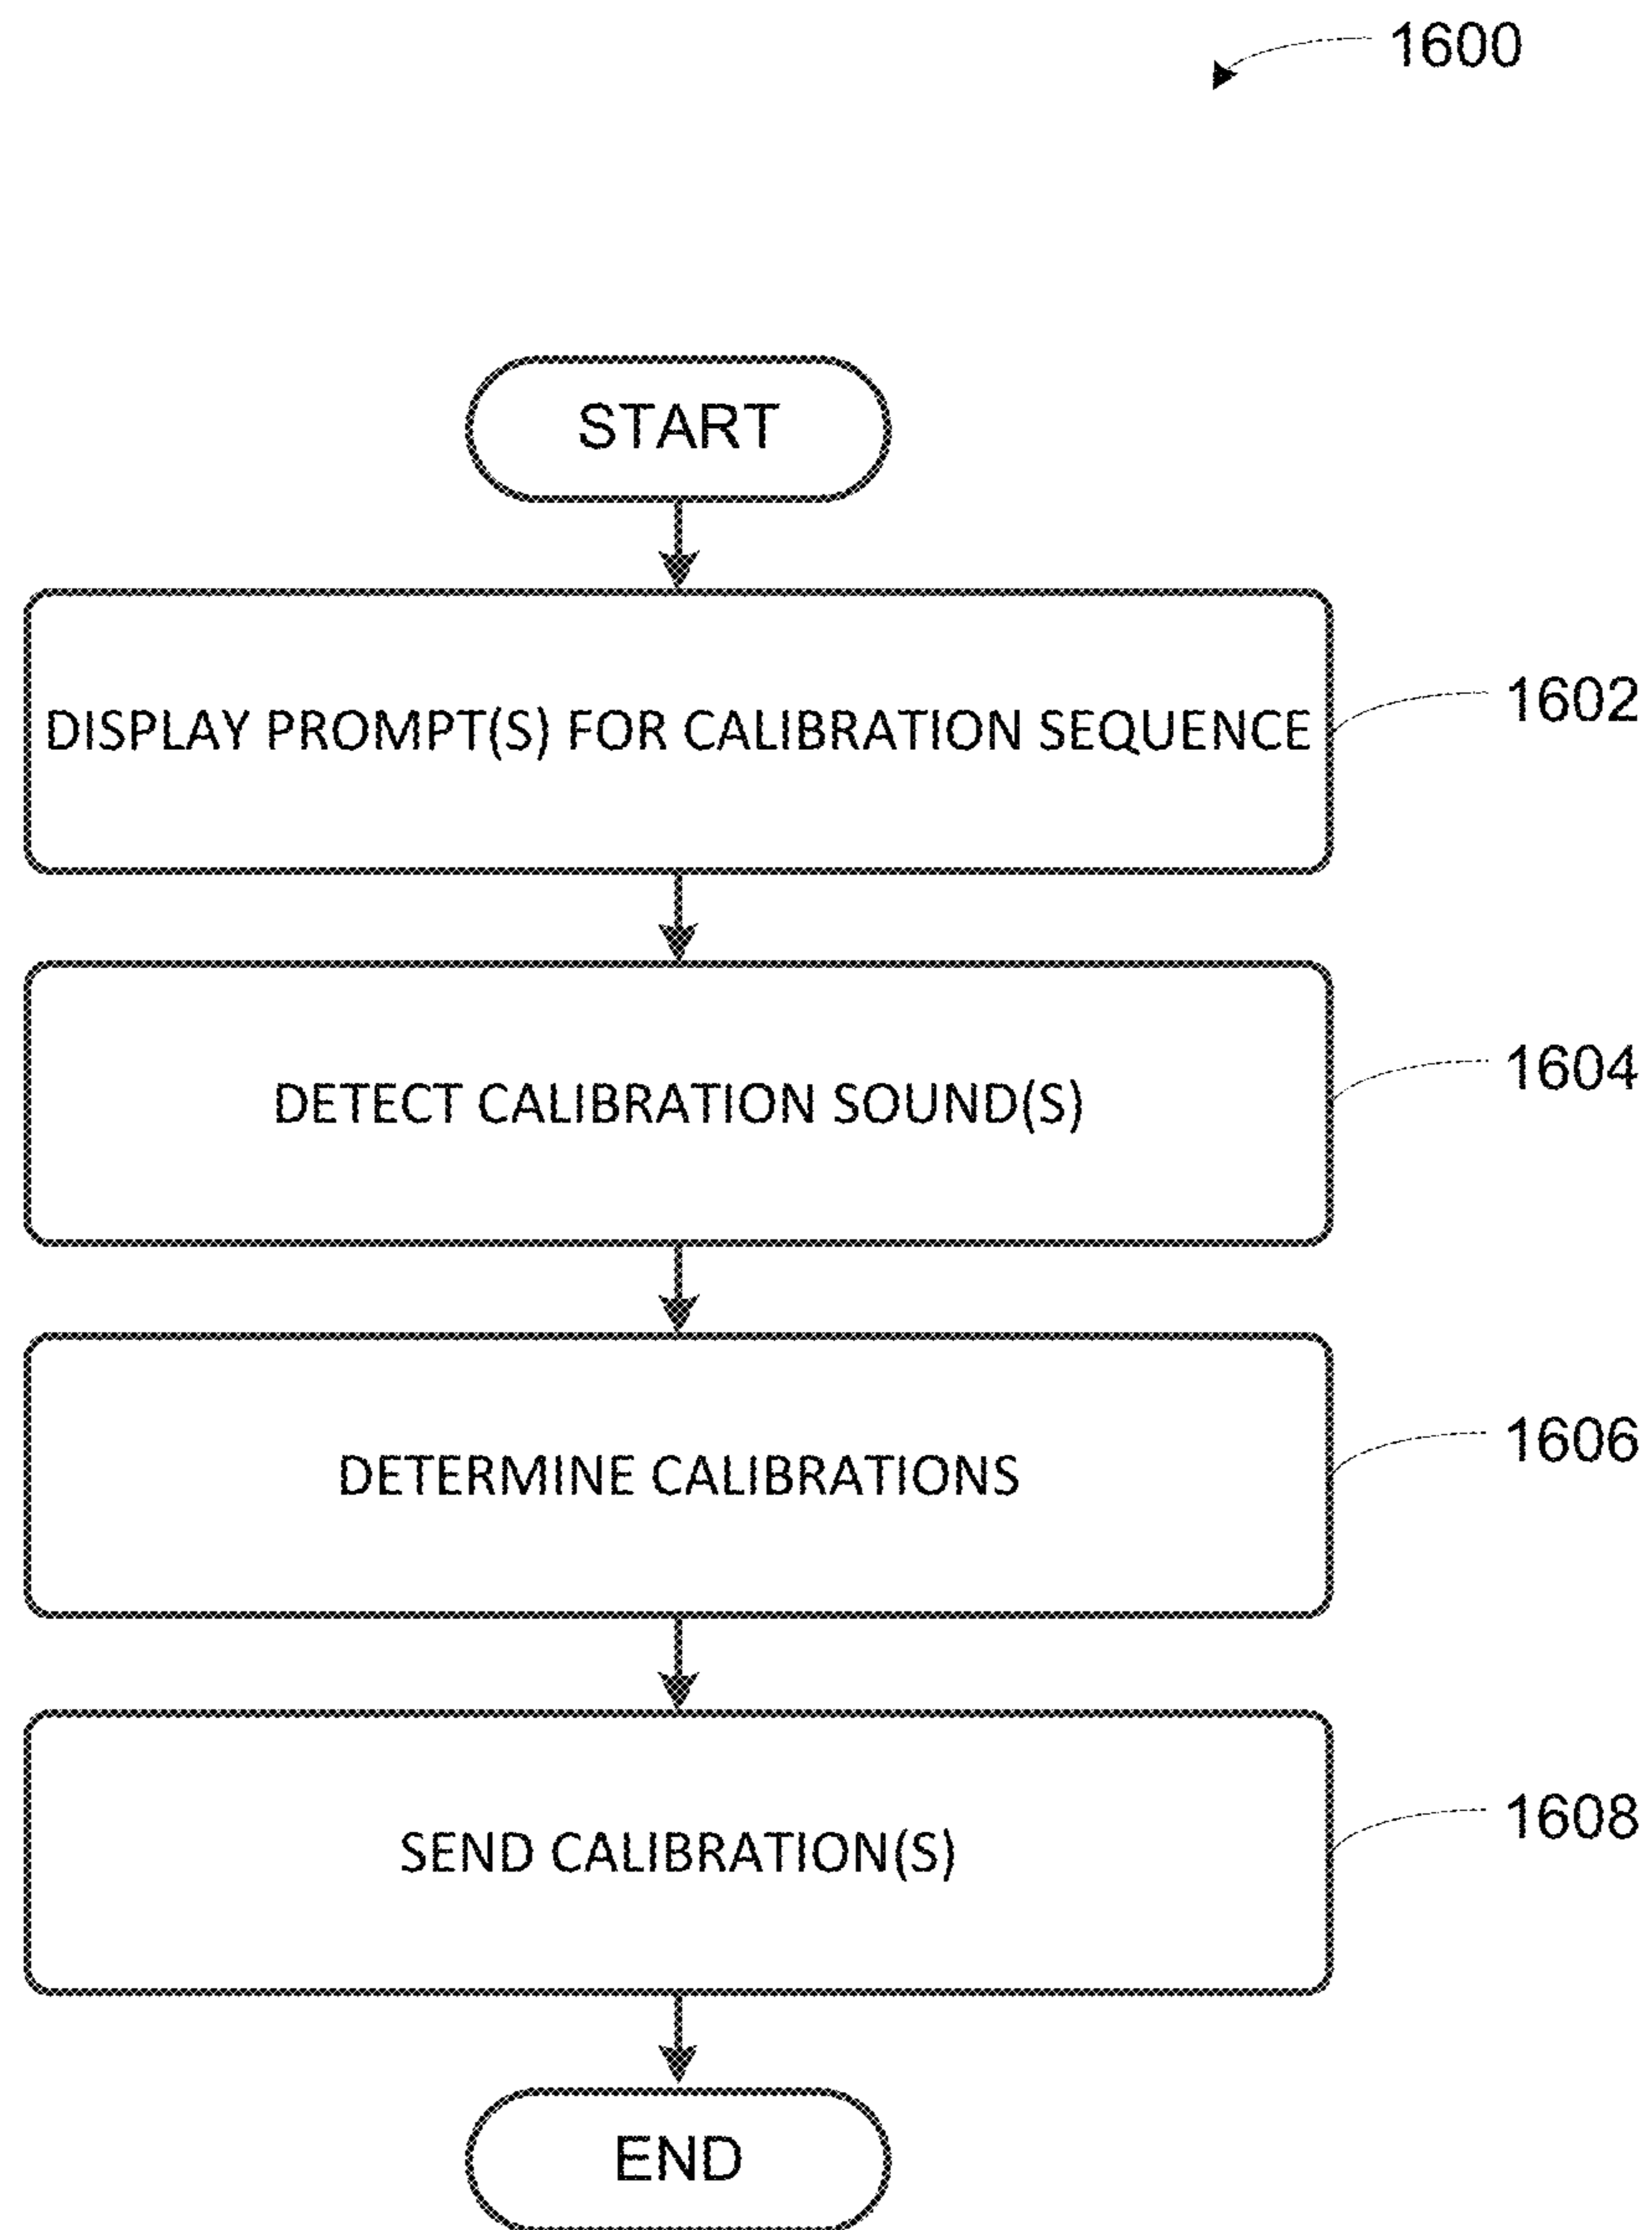 1600
START
DISPLAY PROMPT(S) FOR CALIBRATION SEQUENCE
1602
DETECT CALIBRATION SOUND(S)
1604
DETERMINE CALIBRATIONS
1606
SEND CALIBRATION(S)
1608
END